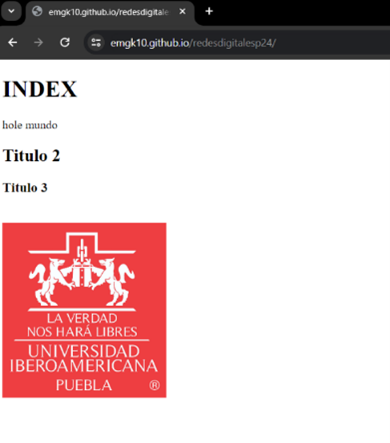 emgk10.github.io/redesdigitale
emgk10.github.io/redesdigitalesp24/
INDEX
hole mundo
Titulo 2
Titulo 3
LA VERDAD
NOS HARÁ LIBRES
UNIVERSIDAD
IBEROAMERICANA
PUEBLA ®